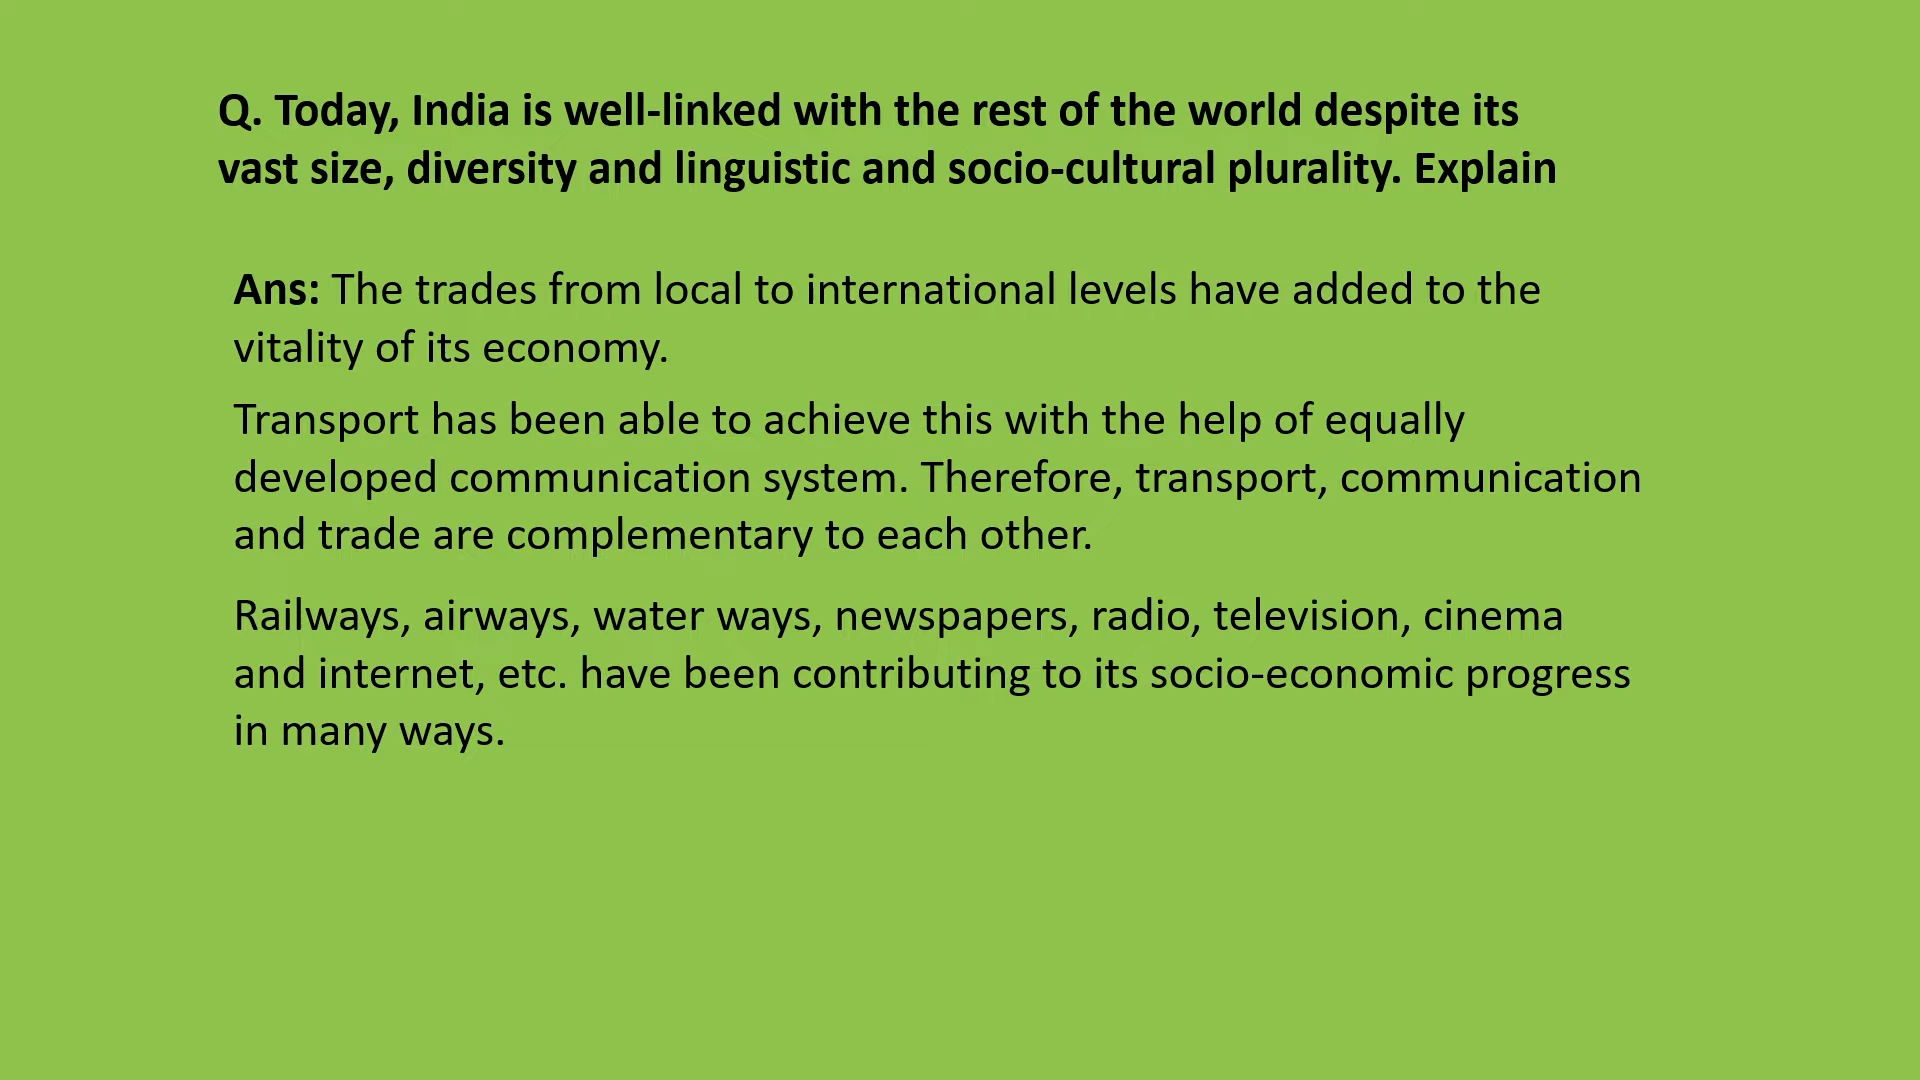 Q. Today, India is well-linked with the rest of the world despite its
vast size, diversity and linguistic and socio-cultural plurality. Explain
Ans: The trades from local to international levels have added to the
vitality of its economy.
Transport has been able to achieve this with the help of equally
developed communication system. Therefore, transport, communication
and trade are complementary to each other.
Railways, airways, water ways, newspapers, radio, television, cinema
and internet, etc. have been contributing to its socio-economic progress
in many ways.